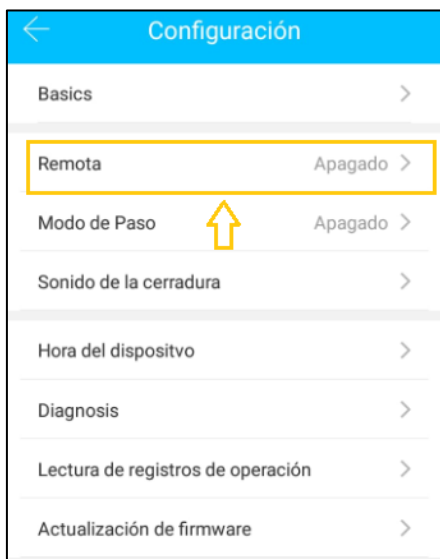 Configuración
Basics
Remota Apagado
Modo de Paso Apagado
Sonido de la cerradura
Hora del dispositvo
Diagnosis
Lectura de registros de operación
Actualización de firmware